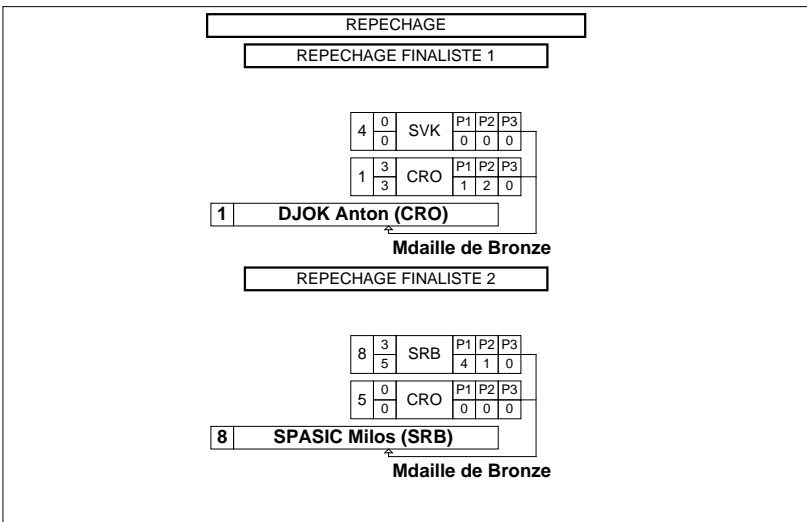 REPECHAGE
REPECHAGE FINALISTE 1
4 0 SVK P1 P2 P3
0 0 0 0
1 3 CRO P1 P2 P3
3 1 2 0
1 DJOK Anton (CRO)
Mdaille de Bronze
REPECHAGE FINALISTE 2
8 3 SRB P1 P2 P3
5 4 1 0
5 0 CRO P1 P2 P3
0 0 0 0
8 SPASIC Milos (SRB)
Mdaille de Bronze